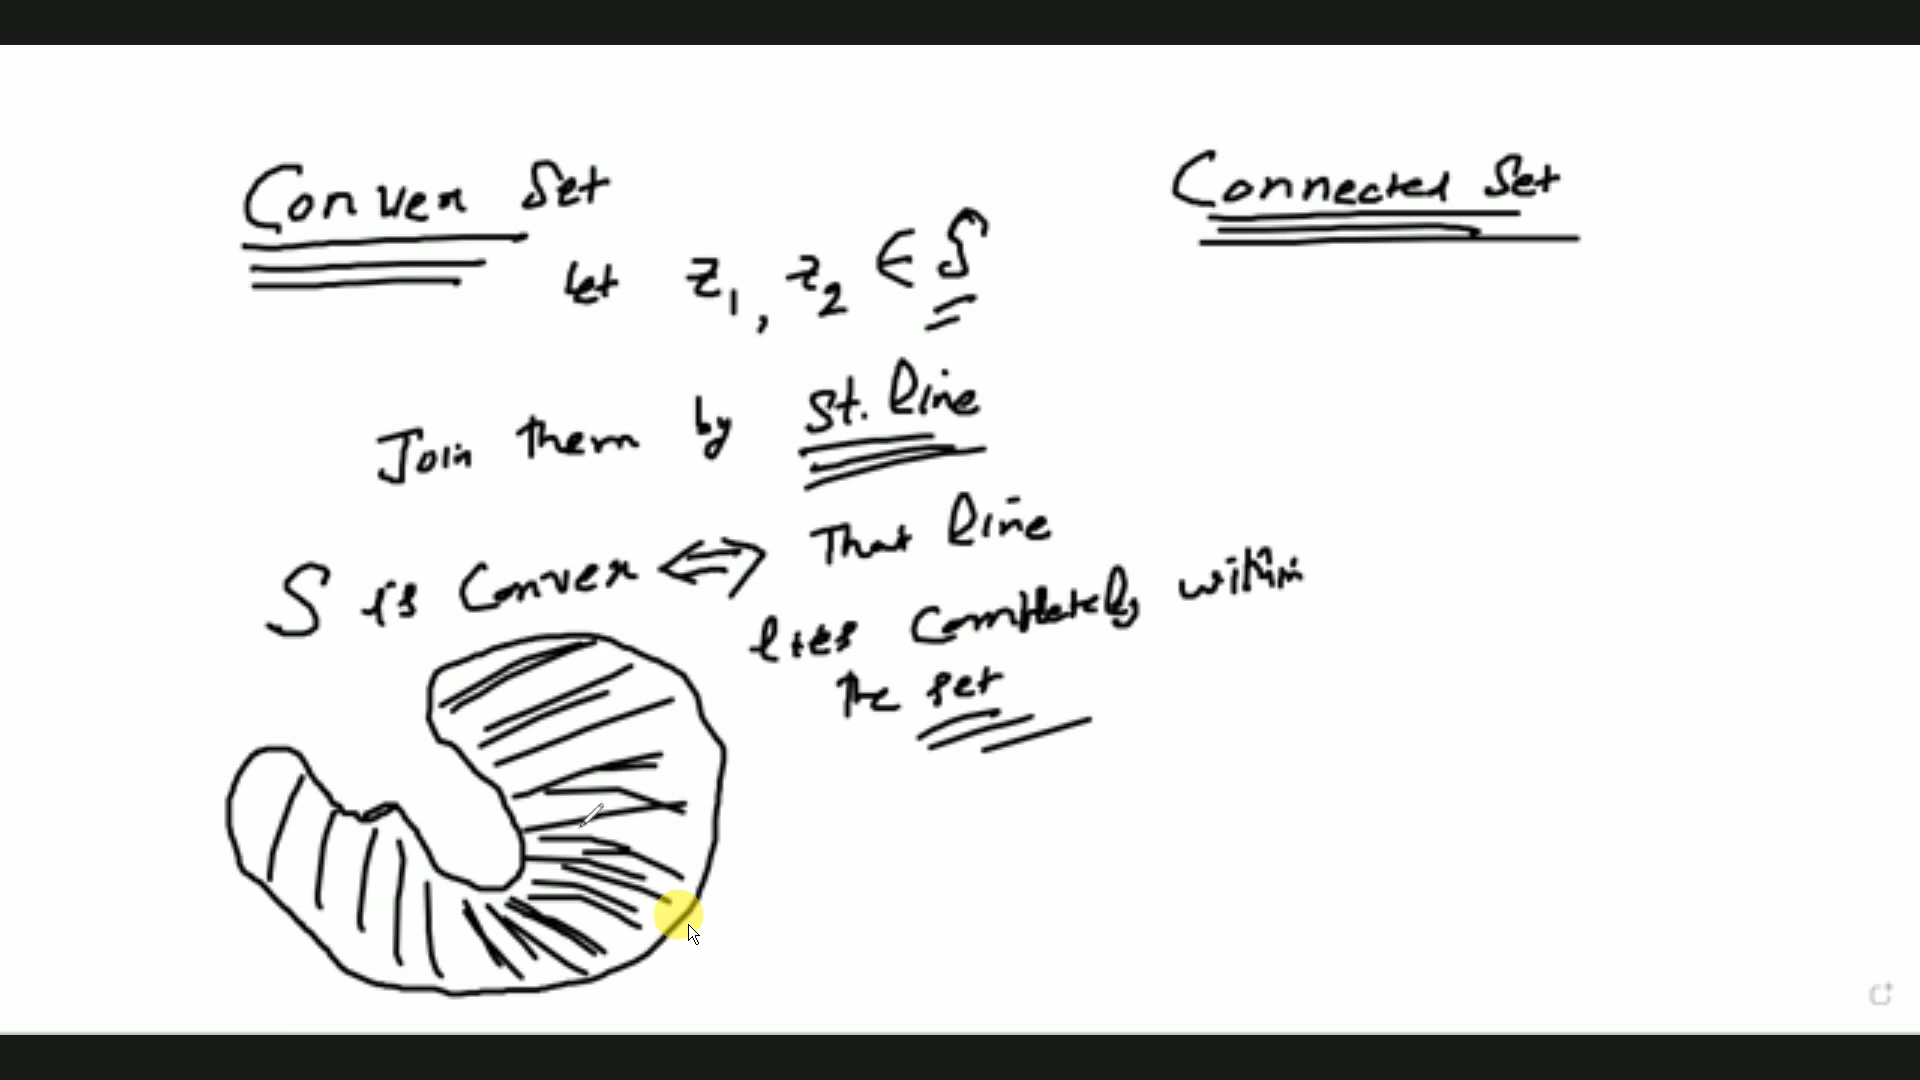 Convex Set
Connected Set
Let z1, z2 ∈ S
Join them by St. line
S is Convex ⇔ That line
lies completely within
the set